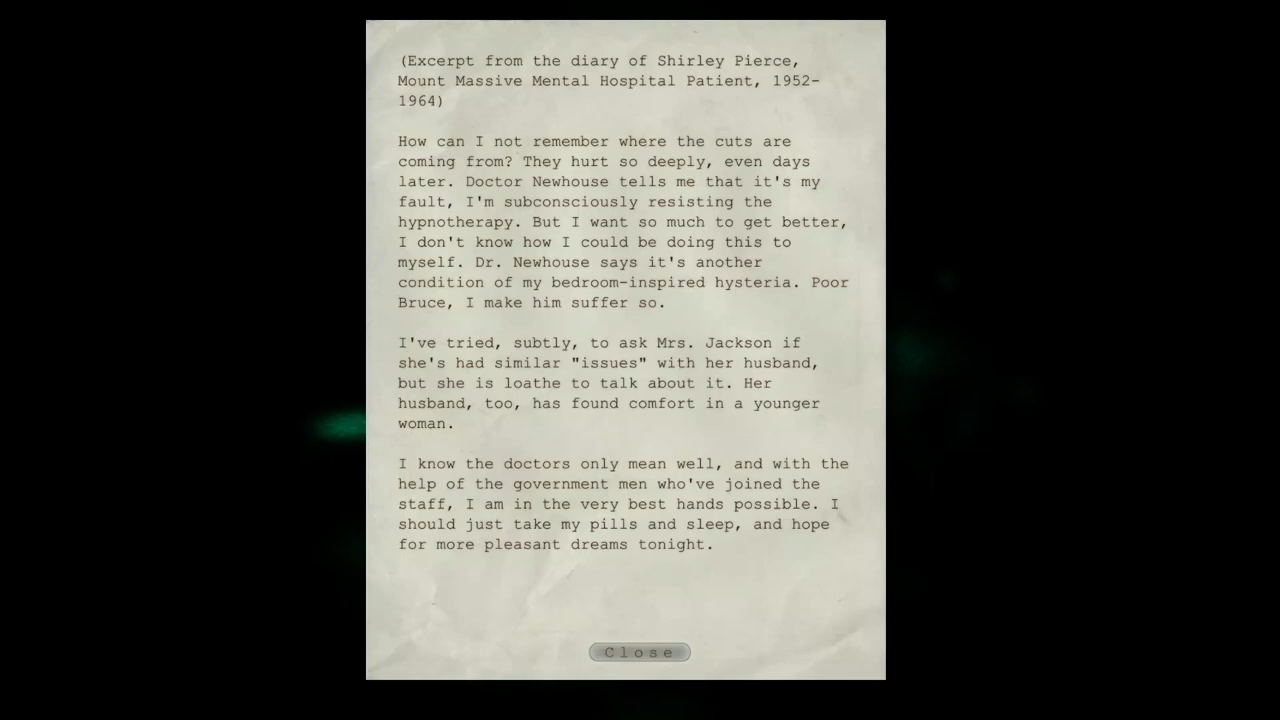 (Excerpt from the diary of Shirley Pierce,
Mount Massive Mental Hospital Patient, 1952-
1964)
How can I not remember where the cuts are
coming from? They hurt so deeply, even days
later. Doctor Newhouse tells me that it's my
fault, I'm subconsciously resisting the
hypnotherapy. But I want so much to get better,
I don't know how I could be doing this to
myself. Dr. Newhouse says it's another
condition of my bedroom-inspired hysteria. Poor
Bruce, I make him suffer so.
I've tried, subtly, to ask Mrs. Jackson if
she's had similar "issues" with her husband,
but she is loathe to talk about it. Her
husband, too, has found comfort in a younger
woman.
I know the doctors only mean well, and with the
help of the government men who've joined the
staff, I am in the very best hands possible. I
should just take my pills and sleep, and hope
for more pleasant dreams tonight.
Close